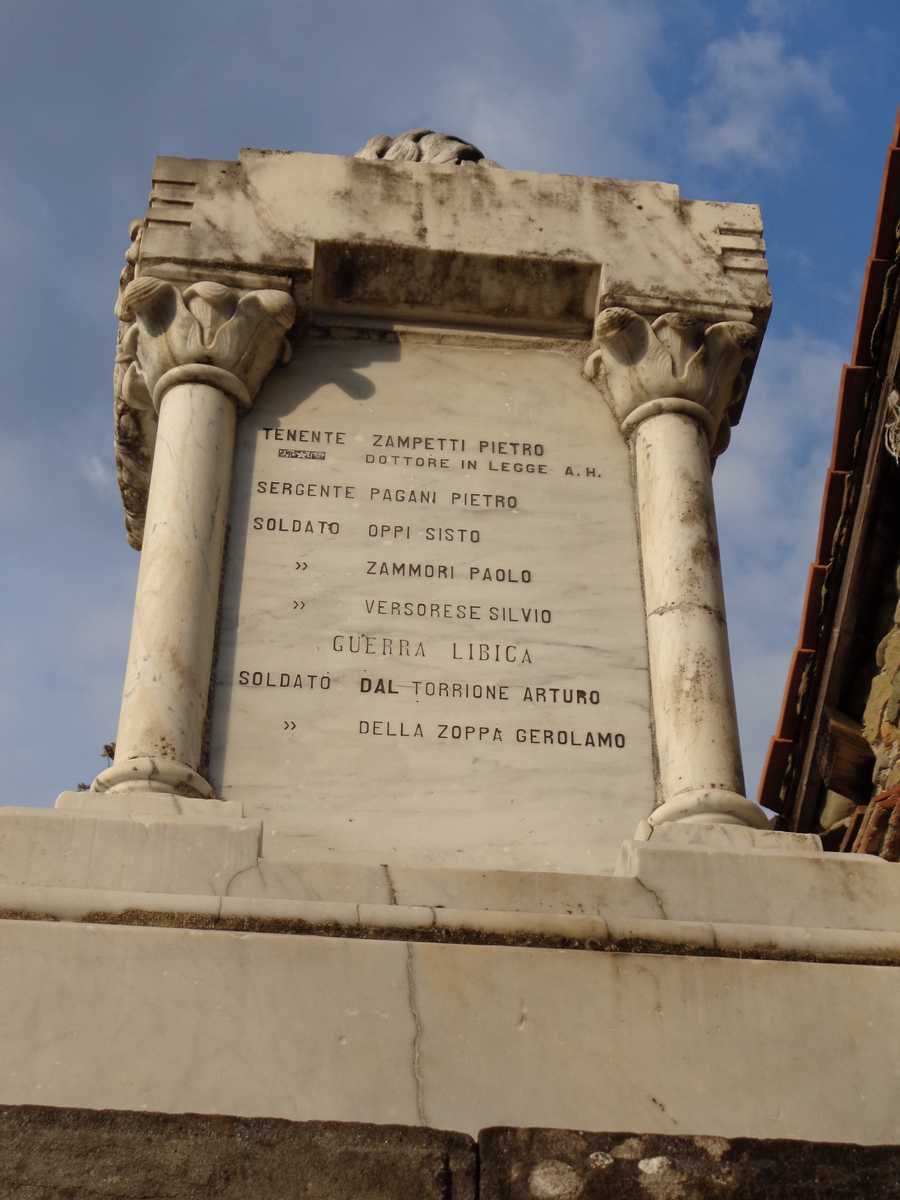 TENENTE ZAMPETTI PIETRO
DOTTORE IN LEGGE A.H.
SERGENTE PAGANI PIETRO
SOLDATO OPPI SISTO
» ZAMMORI PAOLO
» VERSORESE SILVIO
GUERRA LIBICA
SOLDATO DAL TORRIONE ARTURO
» DELLA ZOPPA GEROLAMO